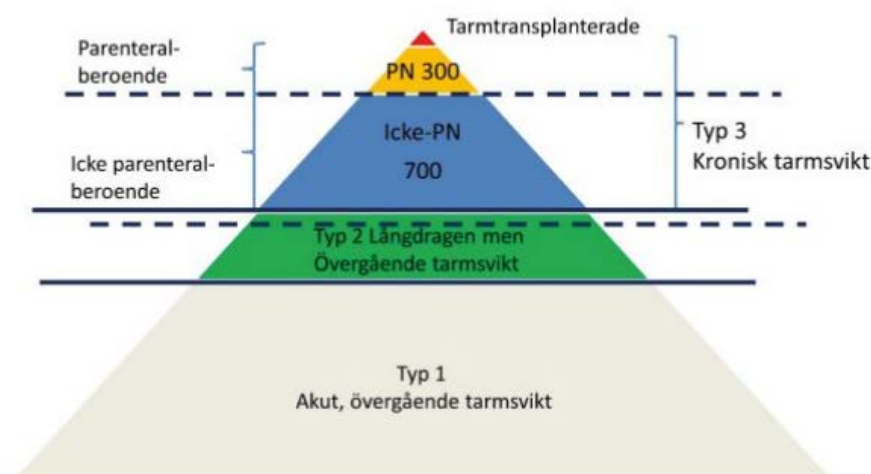 Tarmtransplanterade
Parenteral-
beroende
PN 300
Icke-PN
700
Typ 3
Kronisk tarmsvikt
Icke parenteral-
beroende
Typ 2 Långdragen men
Övergående tarmsvikt
Typ 1
Akut, övergående tarmsvikt